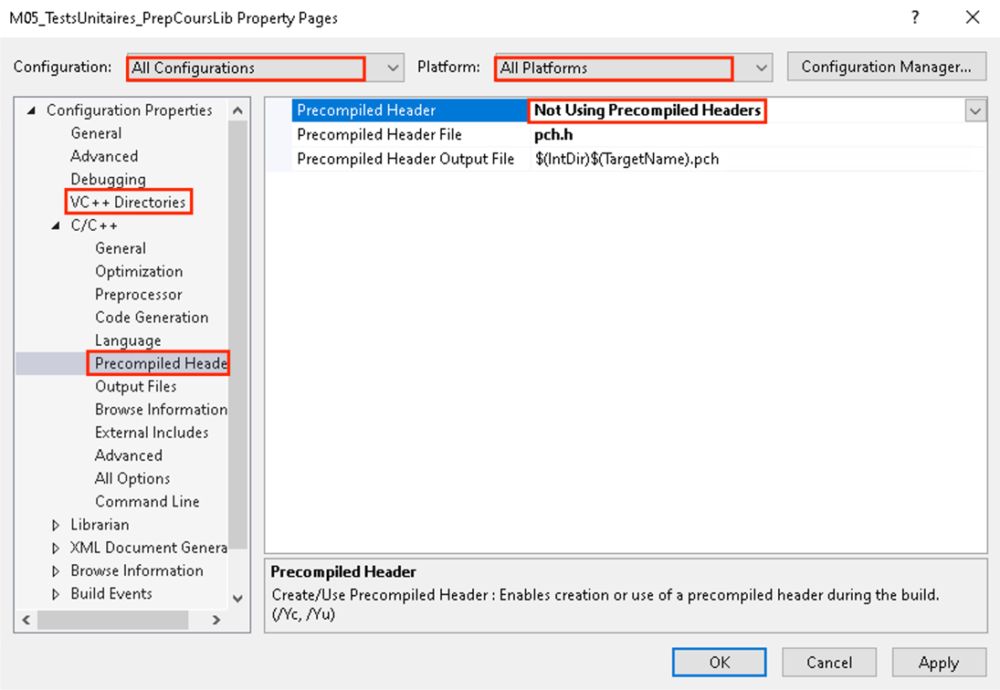 M05_TestsUnitaires_PrepCoursLib Property Pages ?
Configuration: All Configurations Platform: All Platforms Configuration Manager...
Configuration Properties
General
Advanced
Debugging
VC++ Directories
C/C++
General
Optimization
Preprocessor
Code Generation
Language
Precompiled Heade
Output Files
Browse Information
External Includes
Advanced
All Options
Command Line
Librarian
XML Document Genera
Browse Information
Build Events
Precompiled Header Not Using Precompiled Headers
Precompiled Header File pch.h
Precompiled Header Output File $(IntDir)$(TargetName).pch
Precompiled Header
Create/Use Precompiled Header : Enables creation or use of a precompiled header during the build.
(/Yc, /Yu)
OK Cancel Apply